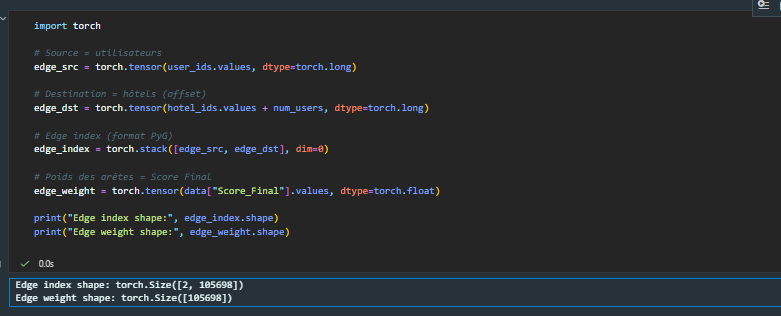 import torch
# Source = utilisateurs
edge_src = torch.tensor(user_ids.values, dtype=torch.long)
# Destination = hôtels (offset)
edge_dst = torch.tensor(hotel_ids.values + num_users, dtype=torch.long)
# Edge index (format PyG)
edge_index = torch.stack([edge_src, edge_dst], dim=0)
# Poids des arêtes = Score Final
edge_weight = torch.tensor(data["Score_Final"].values, dtype=torch.float)
print("Edge index shape:", edge_index.shape)
print("Edge weight shape:", edge_weight.shape)
0.0s
Edge index shape: torch.Size([2, 105698])
Edge weight shape: torch.Size([105698])